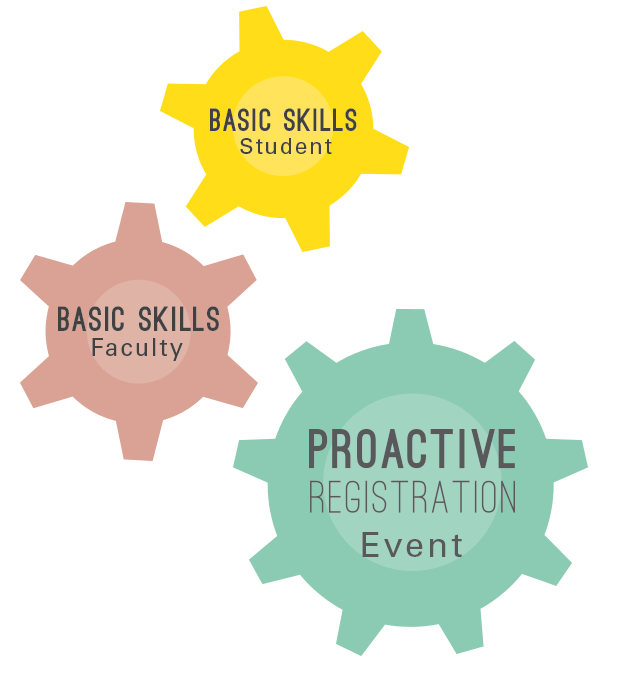 BASIC SKILLS
Student
BASIC SKILLS
Faculty
PROACTIVE
REGISTRATION
Event